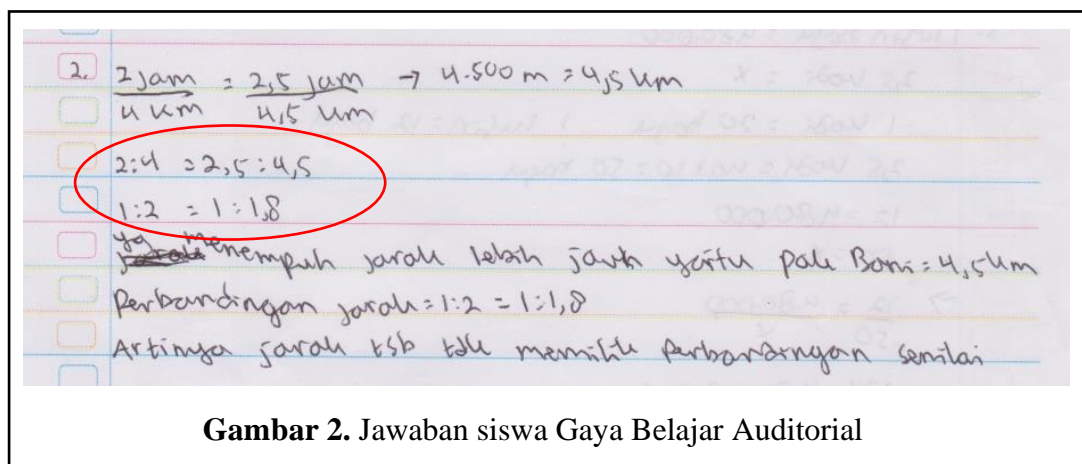 2. 2 jam = 2,5 jam → 4.500 m = 4,5 km
4 km 4,5 km
2:4 = 2,5 : 4,5
1:2 = 1 : 1,8
yg menempuh jarak lebih jauh yaitu pak Boni = 4,5 km
Perbandingan jarak = 1:2 = 1:1,8
Artinya jarak tsb tdk memiliki perbandingan senilai
Gambar 2. Jawaban siswa Gaya Belajar Auditorial